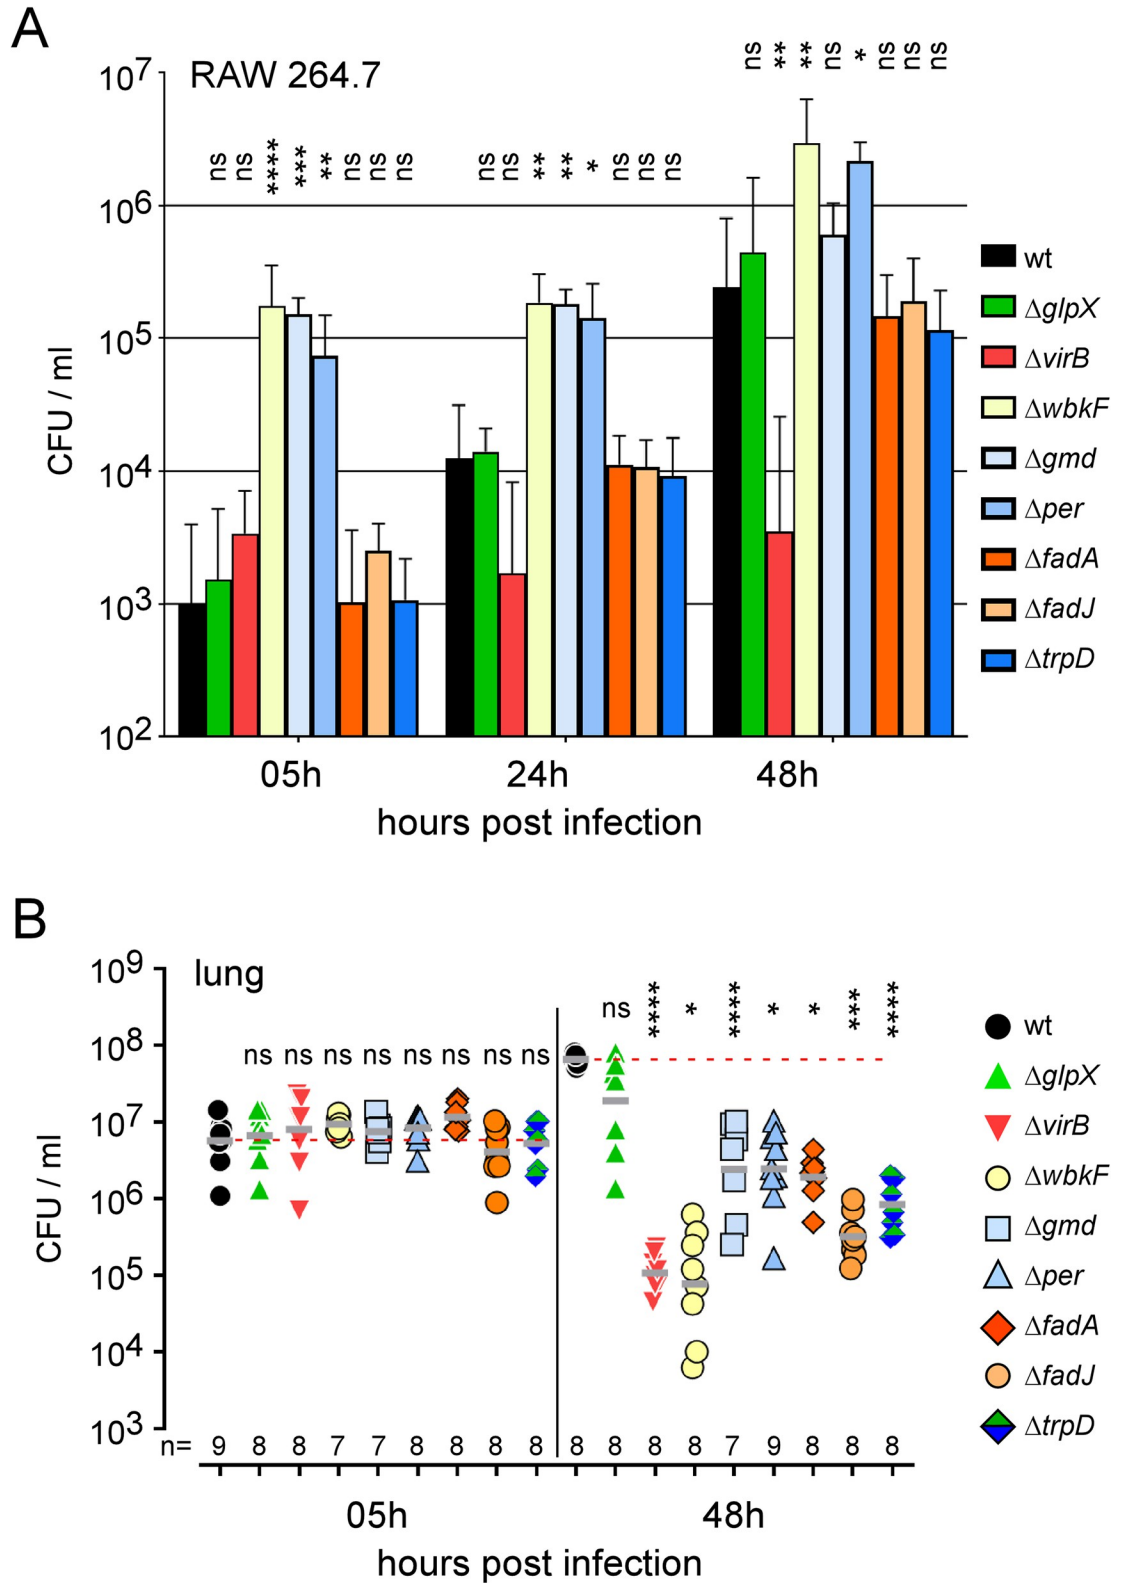 A
RAW 264.7
ns ns **** *** ** ns ns ns
ns ns ** ** * ns ns ns
ns ** ** ns * ns ns ns
10⁷
10⁶
10⁵
10⁴
10³
10²
CFU / ml
05h 24h 48h
hours post infection
wt
ΔglpX
ΔvirB
ΔwbkF
Δgmd
Δper
ΔfadA
ΔfadJ
ΔtrpD
B
lung
ns ns ns ns ns ns ns ns
ns **** * **** * * *** ****
10⁹
10⁸
10⁷
10⁶
10⁵
10⁴
10³
CFU / ml
n= 9 8 8 7 7 8 8 8 8 8 8 8 8 7 9 8 8 8
05h 48h
hours post infection
wt
ΔglpX
ΔvirB
ΔwbkF
Δgmd
Δper
ΔfadA
ΔfadJ
ΔtrpD